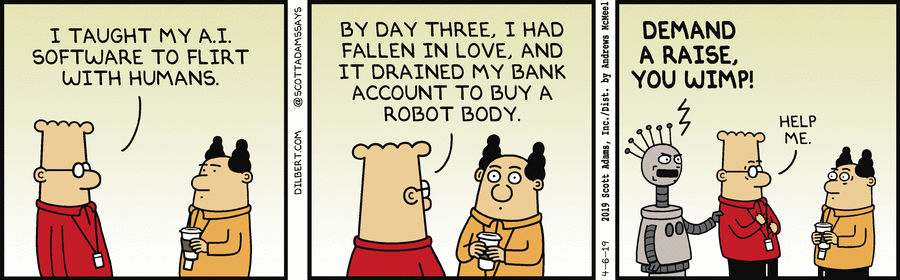 I TAUGHT MY A.I.
SOFTWARE TO FLIRT
WITH HUMANS.
DILBERT.COM @SCOTTADAMSSAYS
BY DAY THREE, I HAD
FALLEN IN LOVE, AND
IT DRAINED MY BANK
ACCOUNT TO BUY A
ROBOT BODY.
4-6-19 2019 Scott Adams, Inc./Dist. by Andrews McMeel
DEMAND
A RAISE,
YOU WIMP!
HELP
ME.